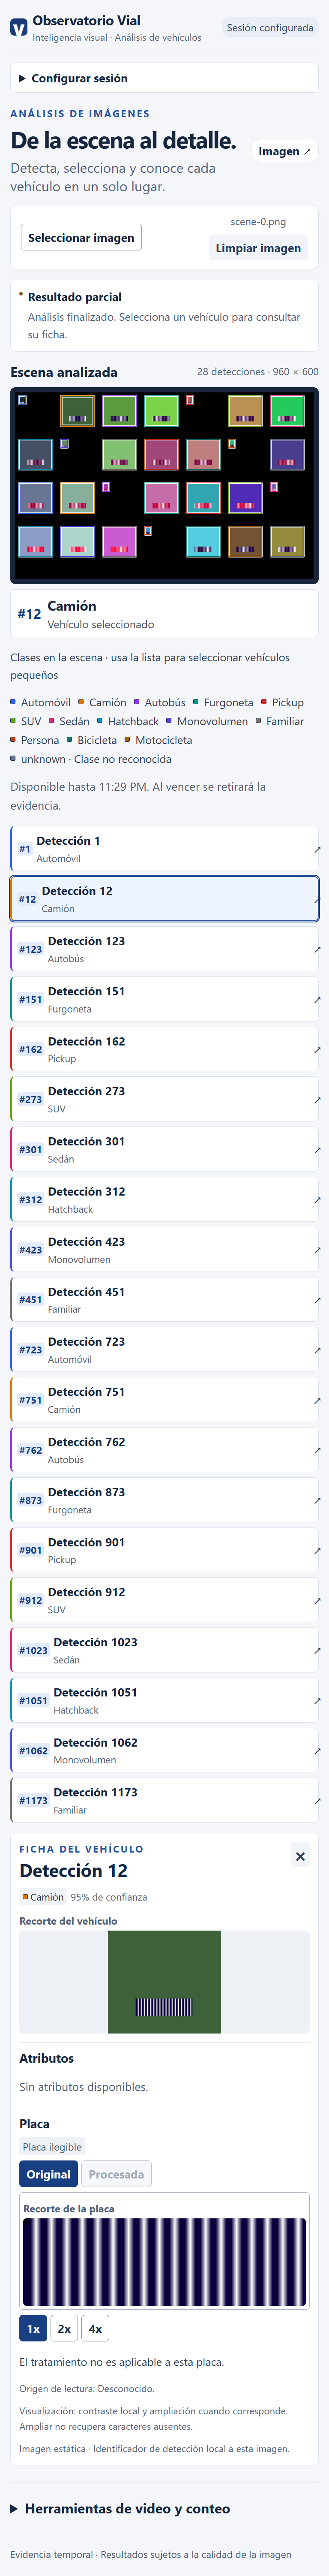 Observatorio Vial
Inteligencia visual · Análisis de vehículos
Sesión configurada
▶ Configurar sesión
ANÁLISIS DE IMÁGENES
De la escena al detalle.
Imagen ↗
Detecta, selecciona y conoce cada
vehículo en un solo lugar.
Seleccionar imagen
scene-0.png
Limpiar imagen
Resultado parcial
Análisis finalizado. Selecciona un vehículo para consultar
su ficha.
Escena analizada
28 detecciones · 960 × 600
#12
Camión
Vehículo seleccionado
Clases en la escena · usa la lista para seleccionar vehículos
pequeños
Automóvil Camión Autobús Furgoneta Pickup
SUV Sedán Hatchback Monovolumen Familiar
Persona Bicicleta Motocicleta
unknown · Clase no reconocida
Disponible hasta 11:29 PM. Al vencer se retirará la
evidencia.
#1 Detección 1 ↗
Automóvil
#12 Detección 12 ↗
Camión
#123 Detección 123 ↗
Autobús
#151 Detección 151 ↗
Furgoneta
#162 Detección 162 ↗
Pickup
#273 Detección 273 ↗
SUV
#301 Detección 301 ↗
Sedán
#312 Detección 312 ↗
Hatchback
#423 Detección 423 ↗
Monovolumen
#451 Detección 451 ↗
Familiar
#723 Detección 723 ↗
Automóvil
#751 Detección 751 ↗
Camión
#762 Detección 762 ↗
Autobús
#873 Detección 873 ↗
Furgoneta
#901 Detección 901 ↗
Pickup
#912 Detección 912 ↗
SUV
#1023 Detección 1023 ↗
Sedán
#1051 Detección 1051 ↗
Hatchback
#1062 Detección 1062 ↗
Monovolumen
#1173 Detección 1173 ↗
Familiar
FICHA DEL VEHÍCULO
Detección 12
×
Camión 95% de confianza
Recorte del vehículo
Atributos
Sin atributos disponibles.
Placa
Placa ilegible
Original Procesada
Recorte de la placa
1x 2x 4x
El tratamiento no es aplicable a esta placa.
Origen de lectura: Desconocido.
Visualización: contraste local y ampliación cuando corresponde.
Ampliar no recupera caracteres ausentes.
Imagen estática · Identificador de detección local a esta imagen.
▶ Herramientas de video y conteo
Evidencia temporal · Resultados sujetos a la calidad de la imagen